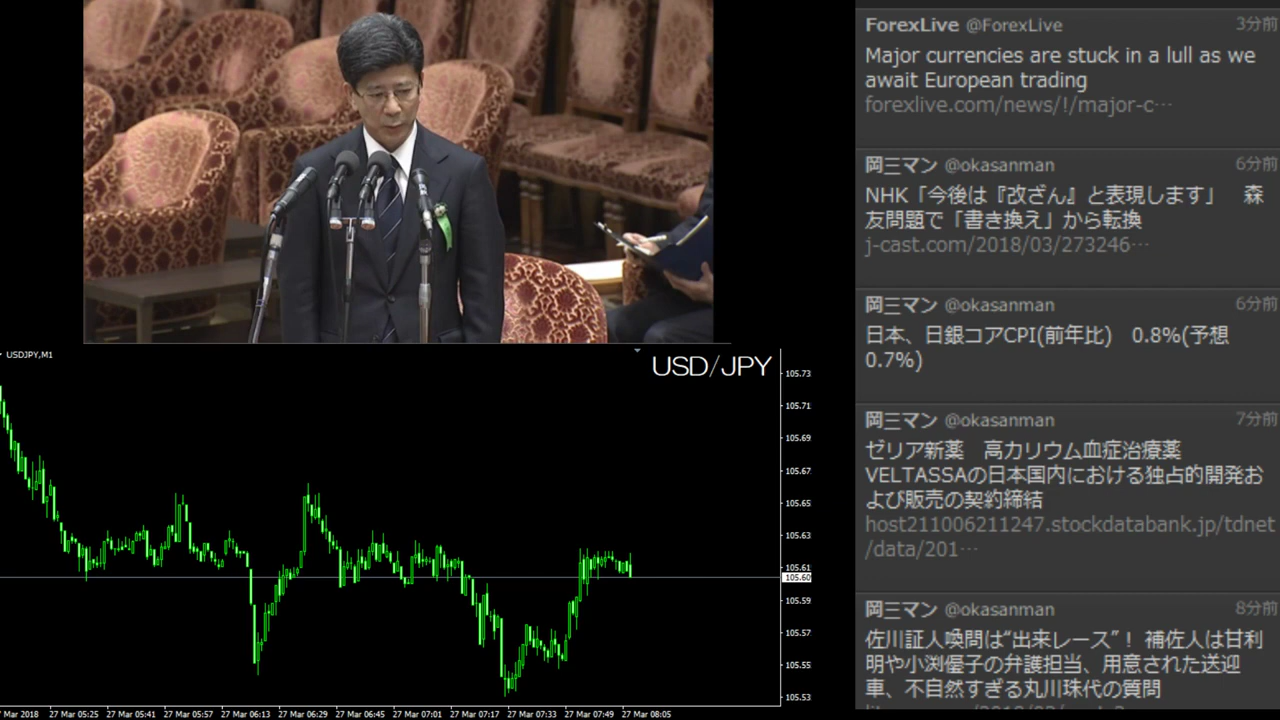 USDJPY,M1
USD/JPY
105.73
105.71
105.69
105.67
105.65
105.63
105.61
105.60
105.59
105.57
105.55
105.53
Mar 2018
27 Mar 05:25
27 Mar 05:41
27 Mar 05:57
27 Mar 06:13
27 Mar 06:29
27 Mar 06:45
27 Mar 07:01
27 Mar 07:17
27 Mar 07:33
27 Mar 07:49
27 Mar 08:05
ForexLive @ForexLive 3分前
Major currencies are stuck in a lull as we
await European trading
forexlive.com/news/!/major-c…
岡三マン @okasanman 6分前
NHK「今後は『改ざん』と表現します」 森
友問題で「書き換え」から転換
j-cast.com/2018/03/273246…
岡三マン @okasanman 6分前
日本、日銀コアCPI(前年比) 0.8%(予想
0.7%)
岡三マン @okasanman 7分前
ゼリア新薬 高カリウム血症治療薬
VELTASSAの日本国内における独占的開発お
よび販売の契約締結
host211006211247.stockdatabank.jp/tdnet
/data/201…
岡三マン @okasanman 8分前
佐川証人喚問は“出来レース”！ 補佐人は甘利
明や小渕優子の弁護担当、用意された送迎
車、不自然すぎる丸川珠代の質問